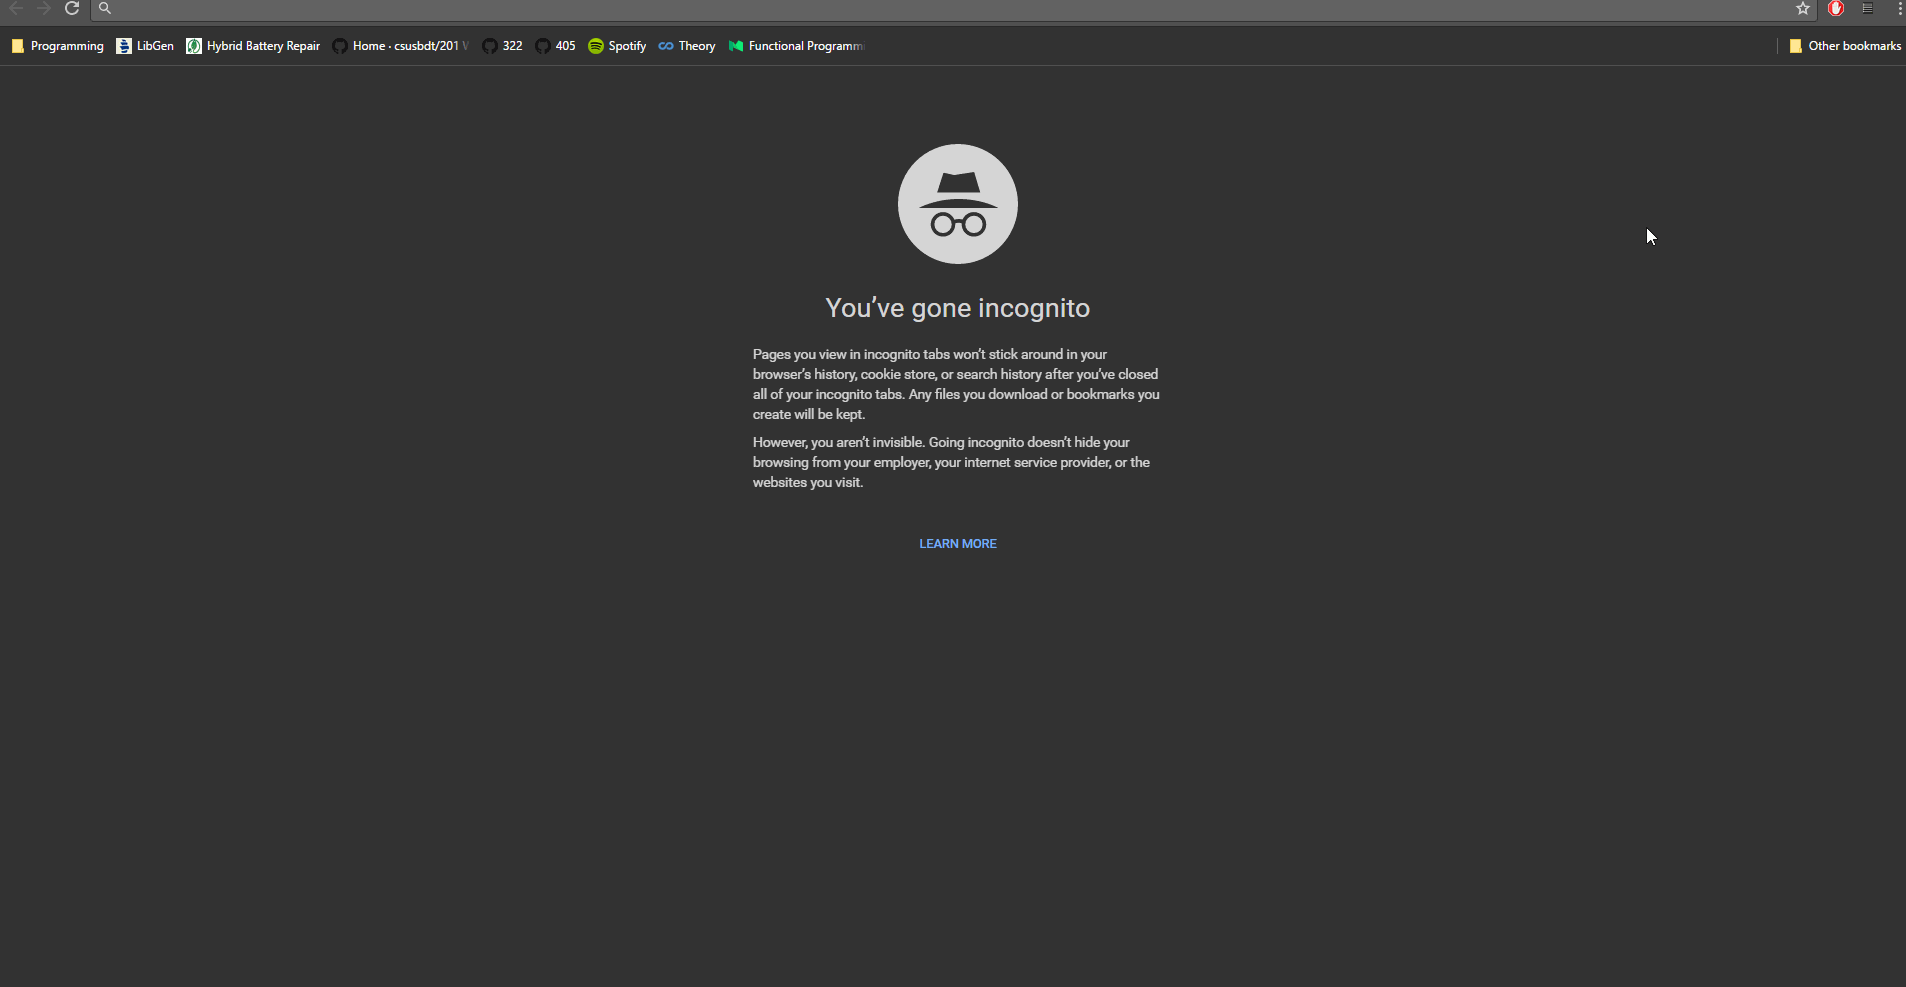 Programming LibGen Hybrid Battery Repair Home · csusbdt/201 322 405 Spotify Theory Functional Programm Other bookmarks
You’ve gone incognito
Pages you view in incognito tabs won’t stick around in your
browser’s history, cookie store, or search history after you’ve closed
all of your incognito tabs. Any files you download or bookmarks you
create will be kept.
However, you aren’t invisible. Going incognito doesn’t hide your
browsing from your employer, your internet service provider, or the
websites you visit.
LEARN MORE